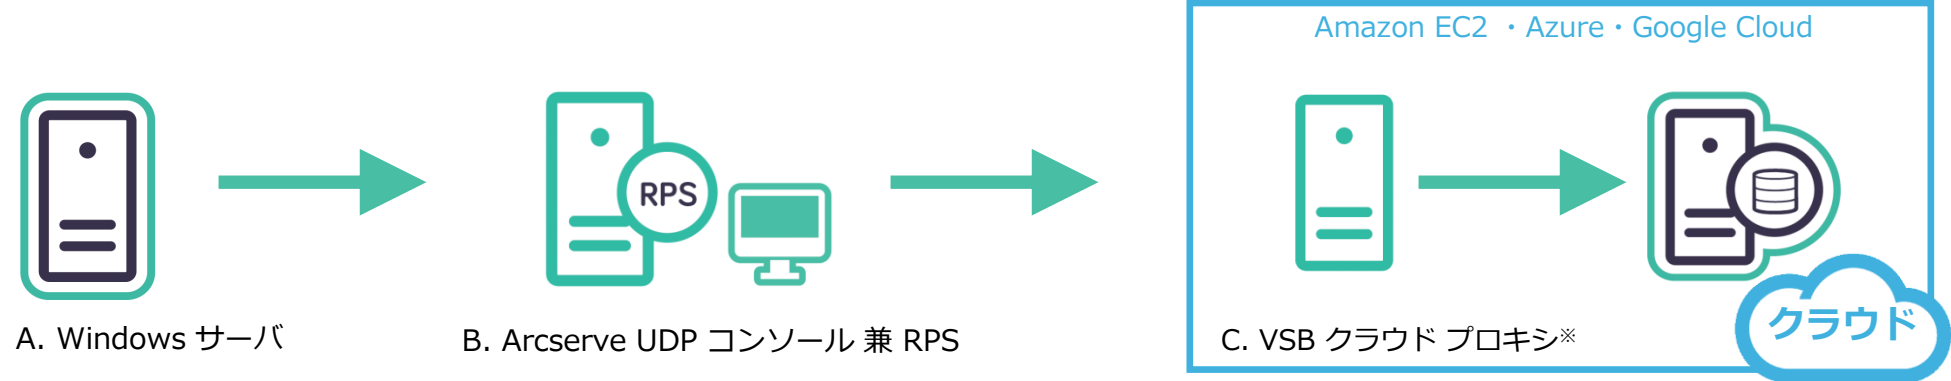 Amazon EC2 ・Azure・Google Cloud
RPS
A. Windows サーバ
B. Arcserve UDP コンソール 兼 RPS
C. VSB クラウド プロキシ※
クラウド